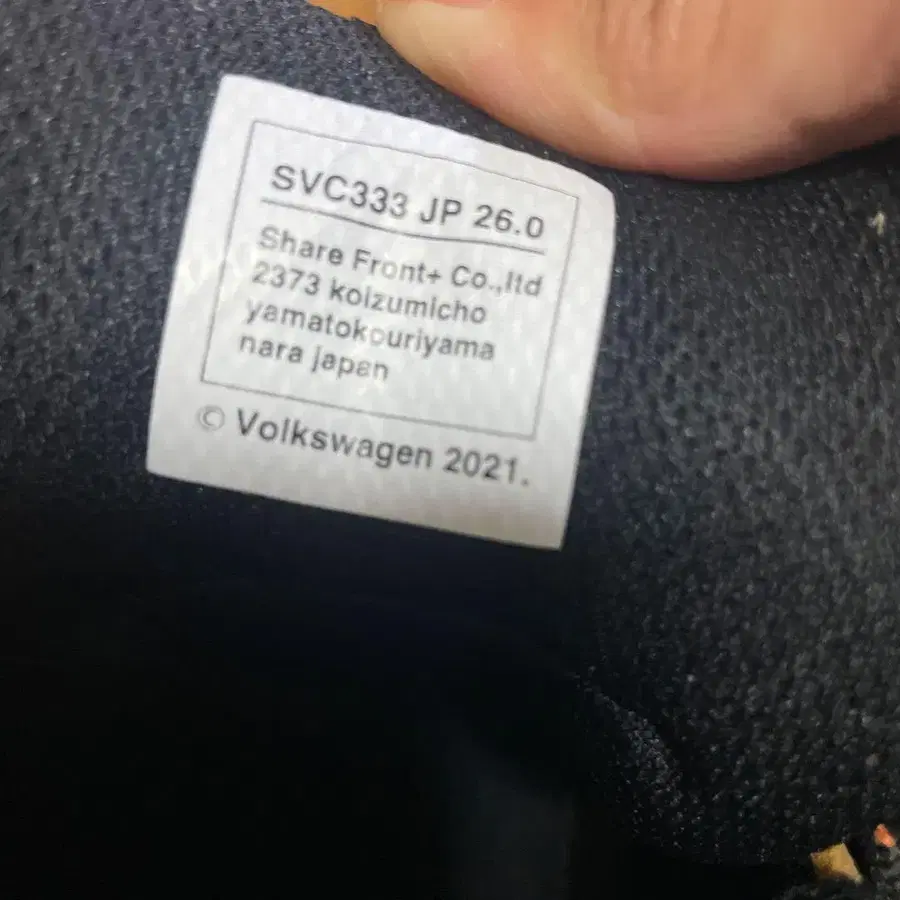 SVC333 JP 26.0
Share Front+ Co.,ltd
2373 koizumicho
yamatokouriyama
nara japan
© Volkswagen 2021.